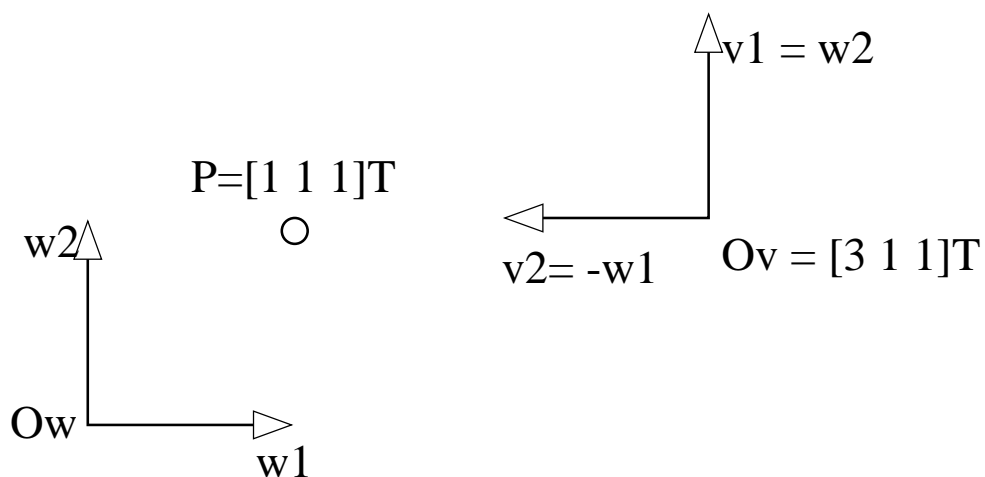 v1 = w2
P=[1 1 1]T
w2
v2= -w1
Ov = [3 1 1]T
Ow
w1